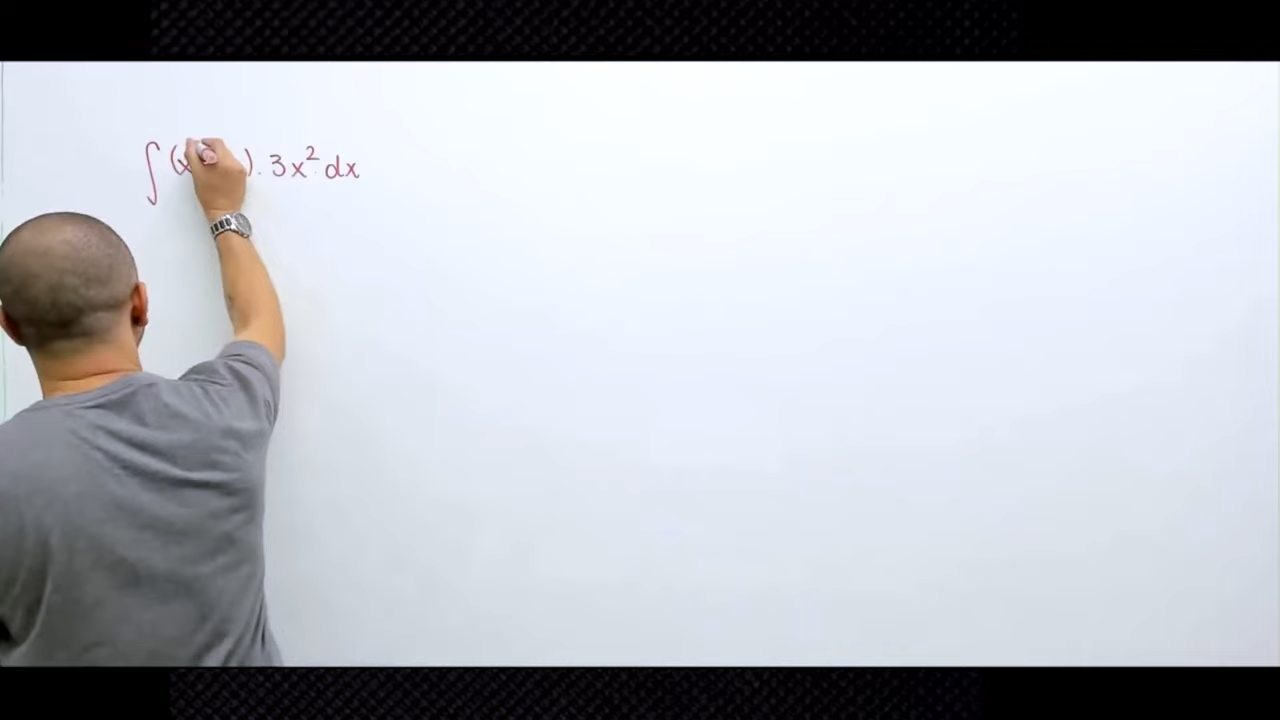 ∫(x ). 3x² dx